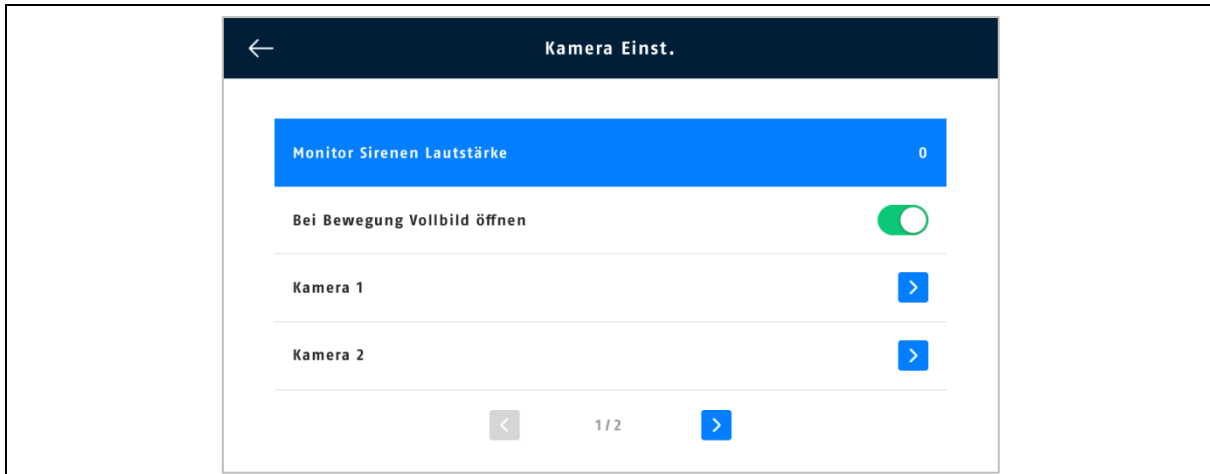 Kamera Einst.
Monitor Sirenen Lautstärke 0
Bei Bewegung Vollbild öffnen
Kamera 1
Kamera 2
1/2